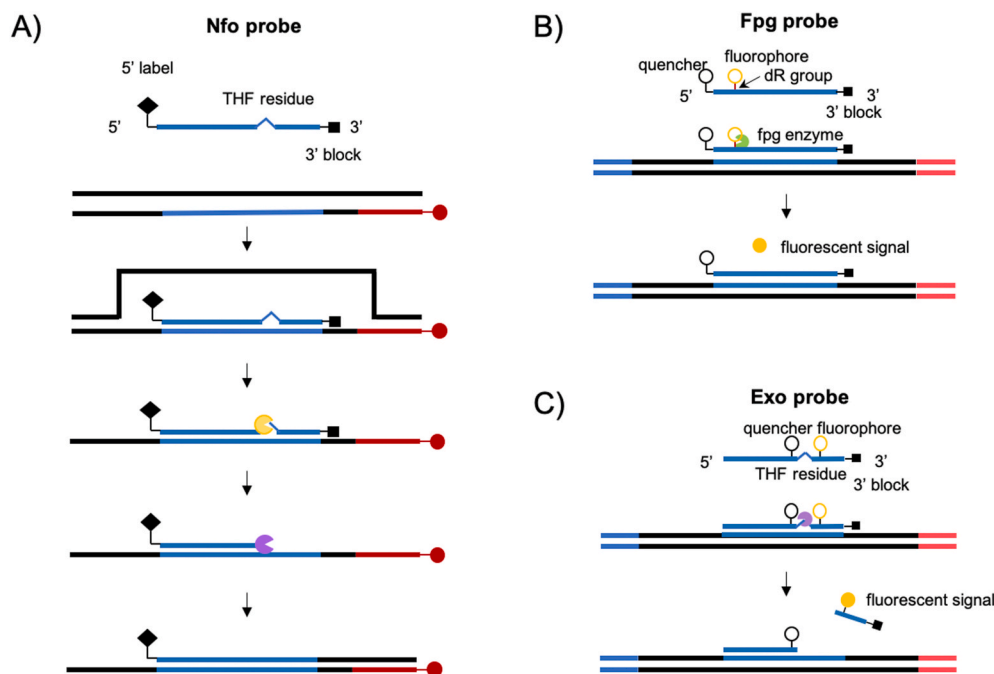 A)
Nfo probe
5' label
THF residue
5'
3'
3' block
B)
Fpg probe
fluorophore
quencher
dR group
5'
3'
3' block
fpg enzyme
fluorescent signal
C)
Exo probe
quencher fluorophore
5'
3'
THF residue
3' block
fluorescent signal